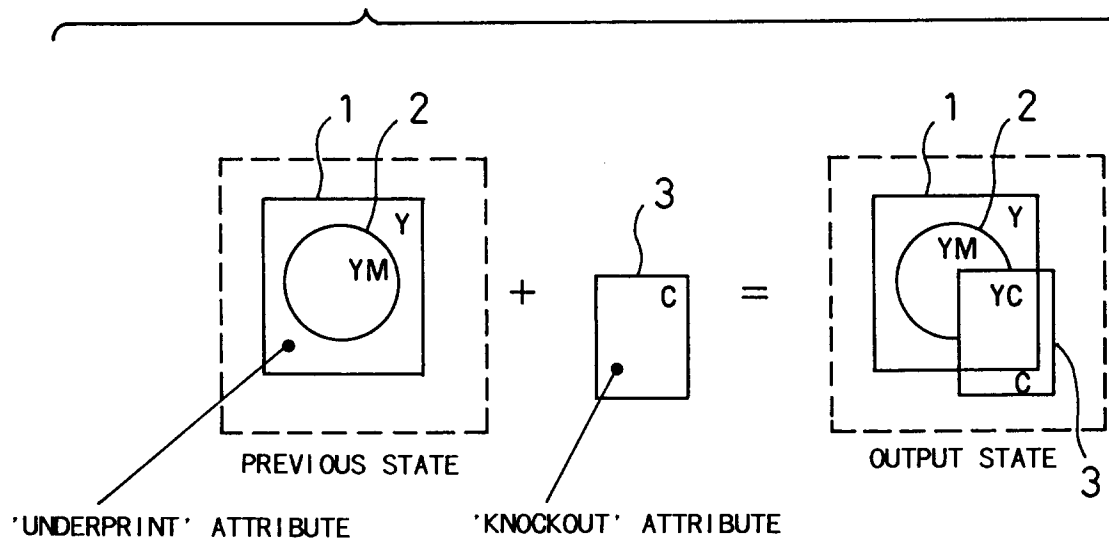 1
2
Y
YM
3
C
+
=
1
2
Y
YM
YC
C
3
PREVIOUS STATE
OUTPUT STATE
'UNDERPRINT' ATTRIBUTE
'KNOCKOUT' ATTRIBUTE